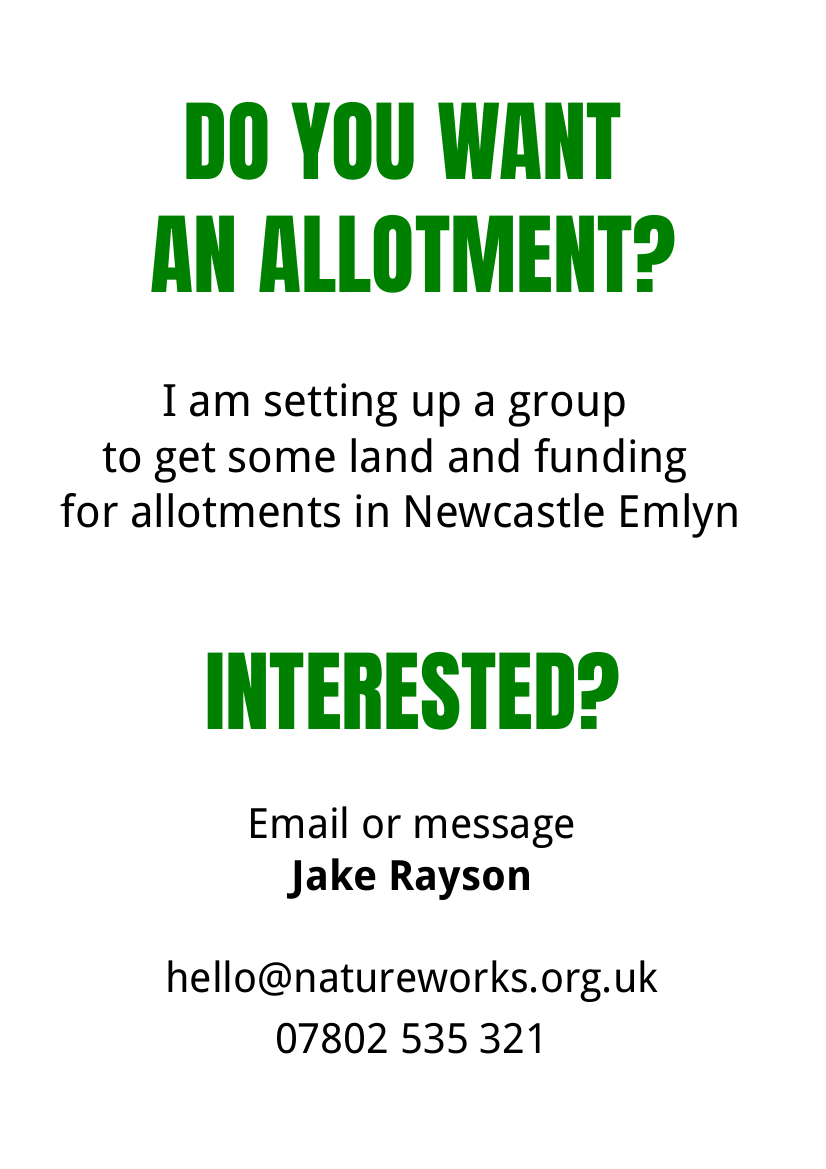 DO YOU WANT
AN ALLOTMENT?
I am setting up a group
to get some land and funding
for allotments in Newcastle Emlyn
INTERESTED?
Email or message
Jake Rayson
hello@natureworks.org.uk
07802 535 321